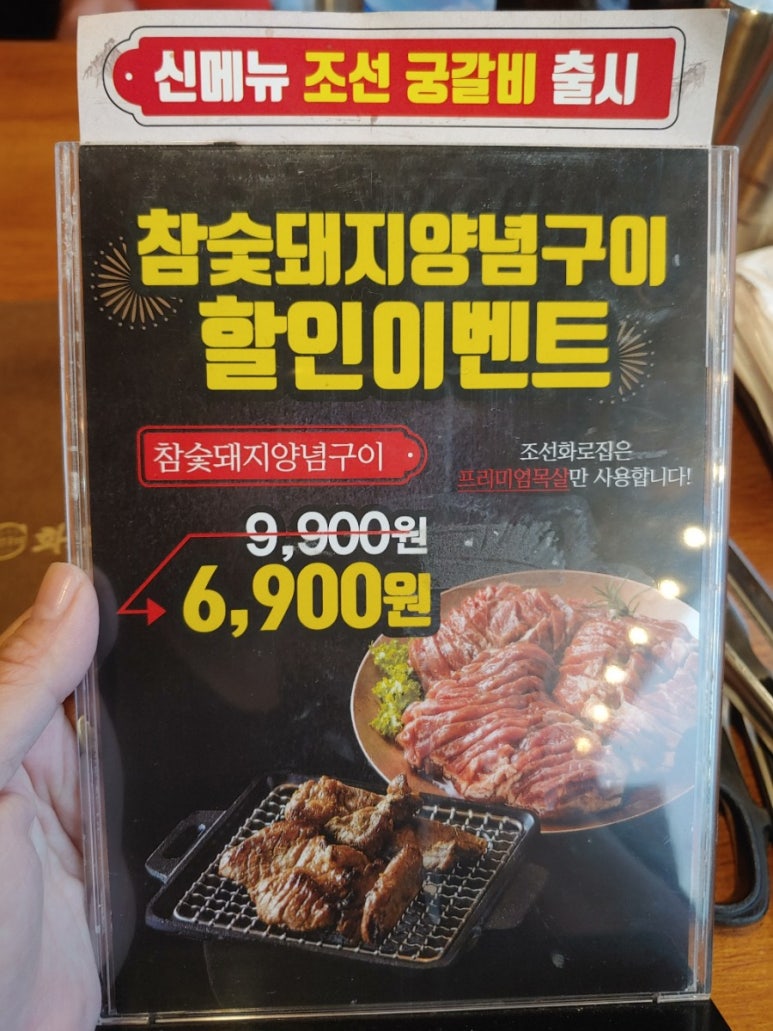 신메뉴 조선 궁갈비 출시
참숯돼지양념구이
할인이벤트
참숯돼지양념구이
조선화로집은
프리미엄목살만 사용합니다!
9,900원
6,900원
화